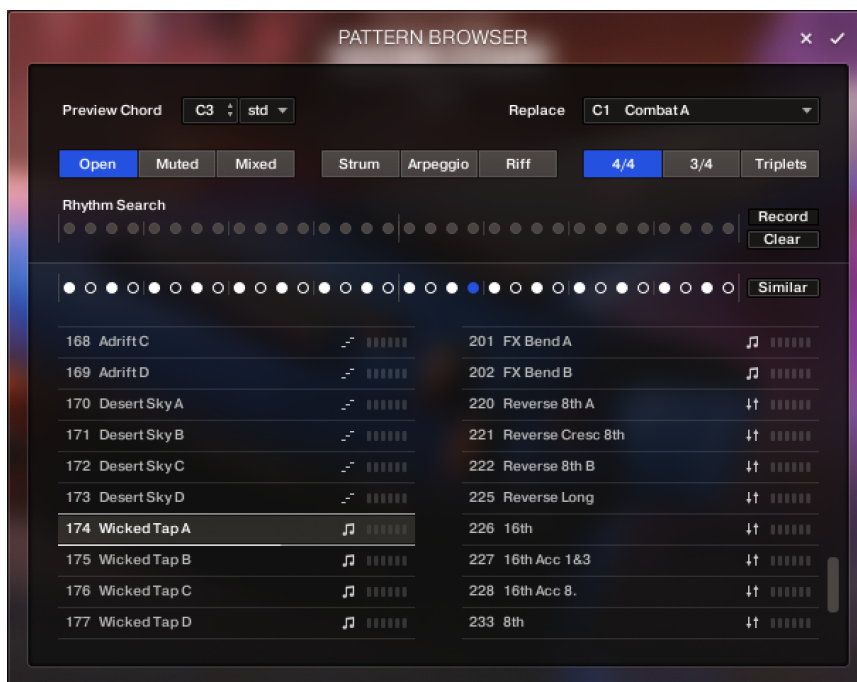 PATTERN BROWSER
Preview Chord C3 std Replace C1 Combat A
Open Muted Mixed Strum Arpeggio Riff 4/4 3/4 Triplets
Rhythm Search
Record
Clear
Similar
168 Adrift C
169 Adrift D
170 Desert Sky A
171 Desert Sky B
172 Desert Sky C
173 Desert Sky D
174 Wicked Tap A
175 Wicked Tap B
176 Wicked Tap C
177 Wicked Tap D
201 FX Bend A
202 FX Bend B
220 Reverse 8th A
221 Reverse Cresc 8th
222 Reverse 8th B
225 Reverse Long
226 16th
227 16th Acc 1&3
228 16th Acc 8.
233 8th